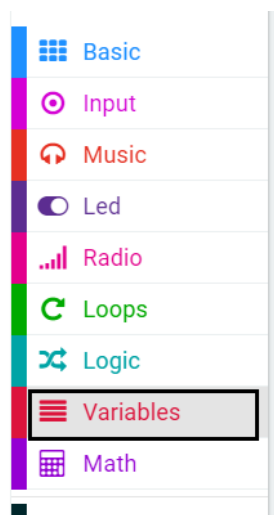 Basic
Input
Music
Led
Radio
Loops
Logic
Variables
Math